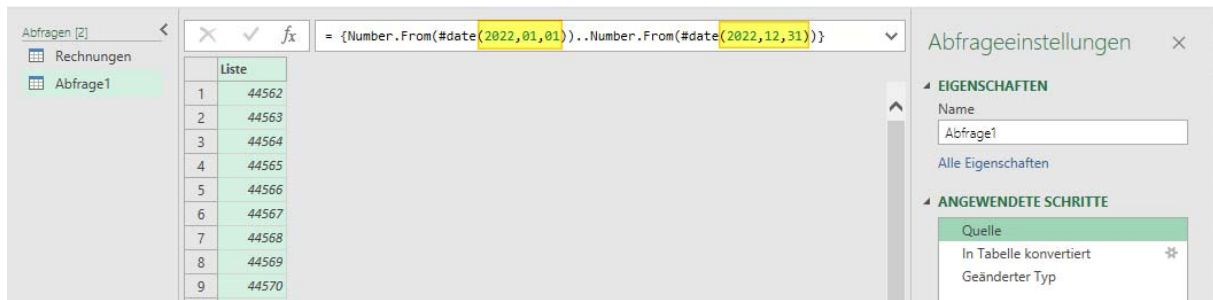 Abfragen [2]
Rechnungen
Abfrage1
fx
= {Number.From(#date(2022,01,01))..Number.From(#date(2022,12,31))}
Liste
1 44562
2 44563
3 44564
4 44565
5 44566
6 44567
7 44568
8 44569
9 44570
Abfrageeinstellungen
EIGENSCHAFTEN
Name
Abfrage1
Alle Eigenschaften
ANGEWENDETE SCHRITTE
Quelle
In Tabelle konvertiert
Geänderter Typ